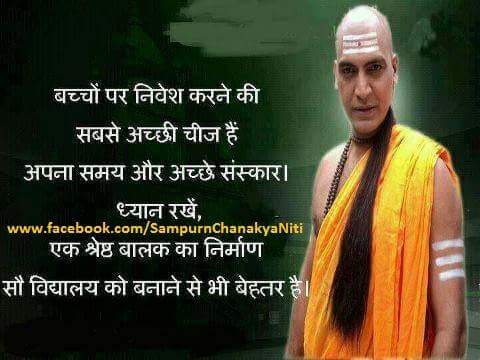 बच्चों पर निवेश करने की
सबसे अच्छी चीज हैं
अपना समय और अच्छे संस्कार।
ध्यान रखें,
www.facebook.com/SampurnChanakyaNiti
एक श्रेष्ठ बालक का निर्माण
सौ विद्यालय को बनाने से भी बेहतर है।